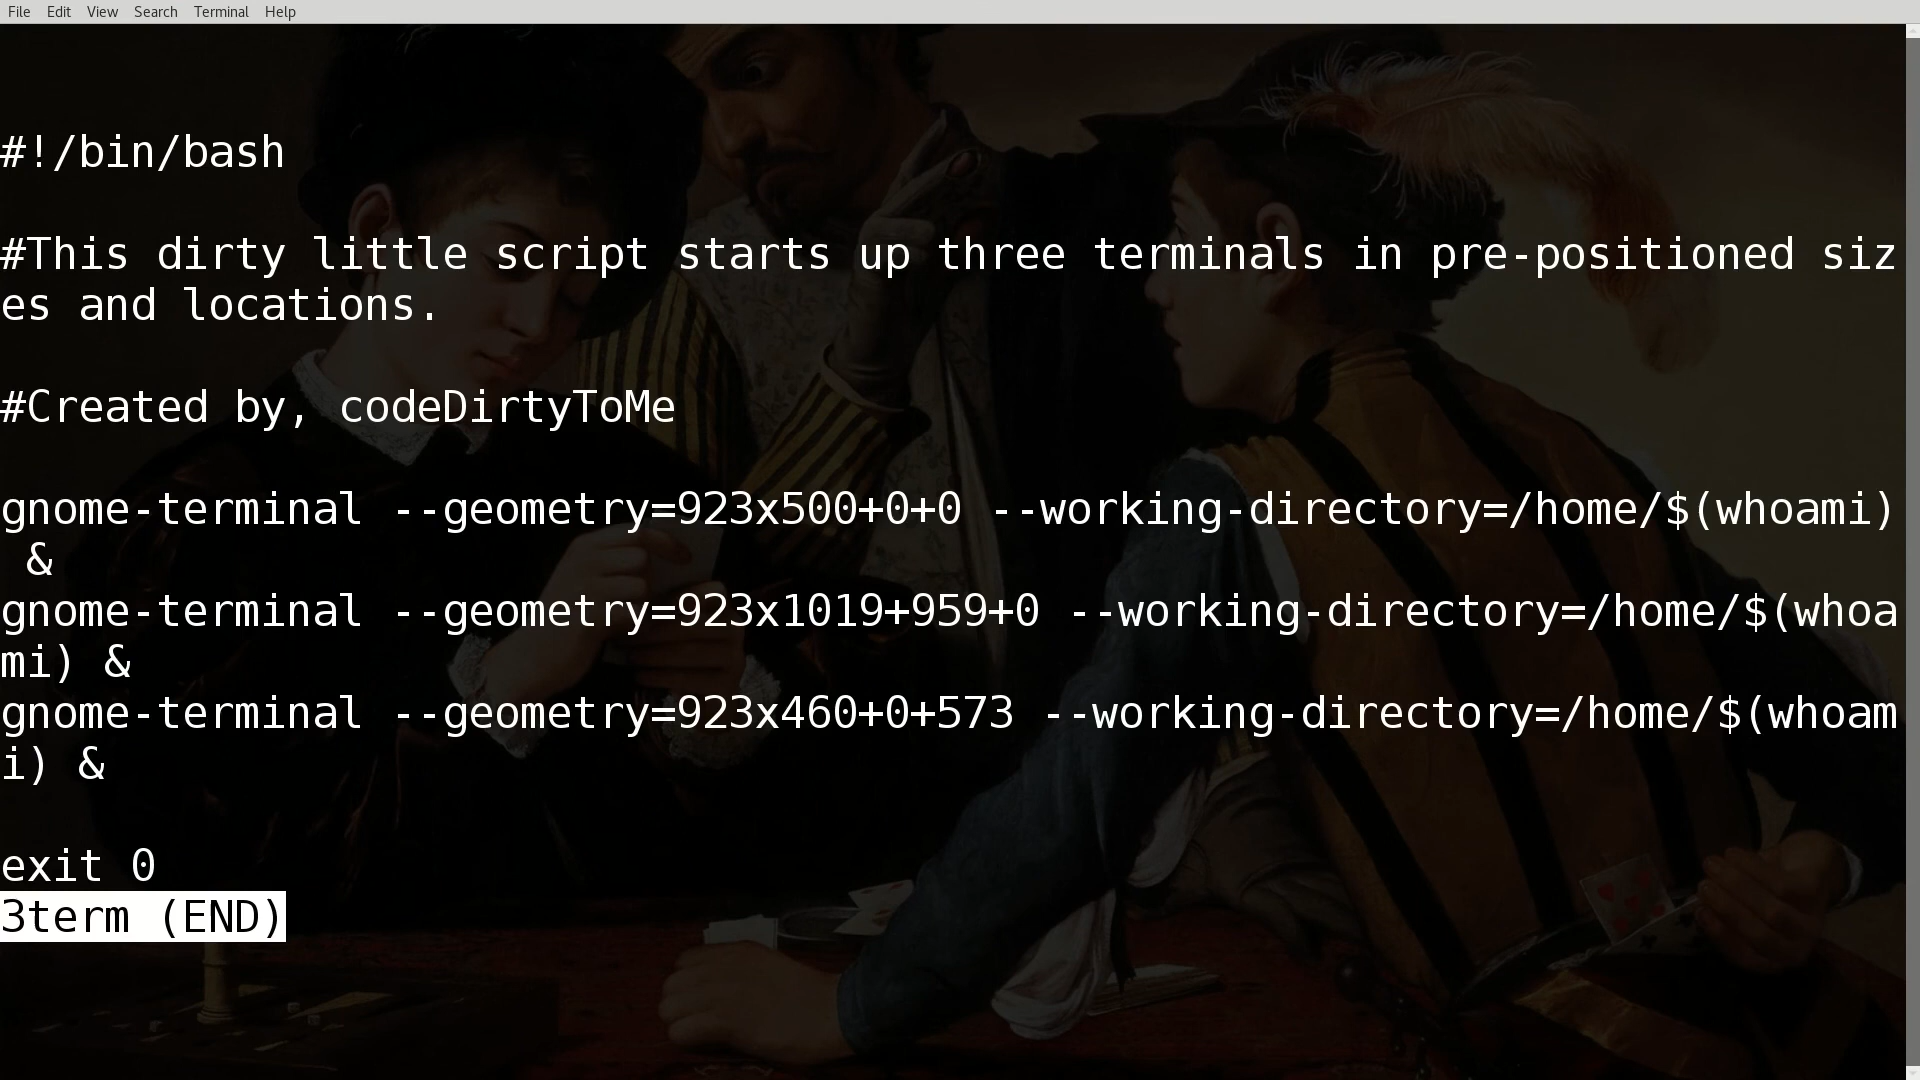 File Edit View Search Terminal Help
#!/bin/bash
#This dirty little script starts up three terminals in pre-positioned siz
es and locations.
#Created by, codeDirtyToMe
gnome-terminal --geometry=923x500+0+0 --working-directory=/home/$(whoami)
 &
gnome-terminal --geometry=923x1019+959+0 --working-directory=/home/$(whoa
mi) &
gnome-terminal --geometry=923x460+0+573 --working-directory=/home/$(whoam
i) &
exit 0
3term (END)